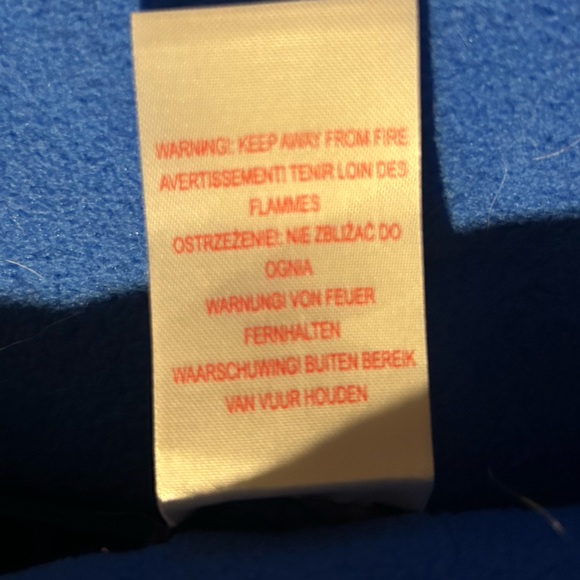 WARNING!: KEEP AWAY FROM FIRE
AVERTISSEMENT! TENIR LOIN DES
FLAMMES
OSTRZEŻENIE!: NIE ZBLIŻAĆ DO
OGNIA
WARNUNG! VON FEUER
FERNHALTEN
WAARSCHUWING! BUITEN BEREIK
VAN VUUR HOUDEN